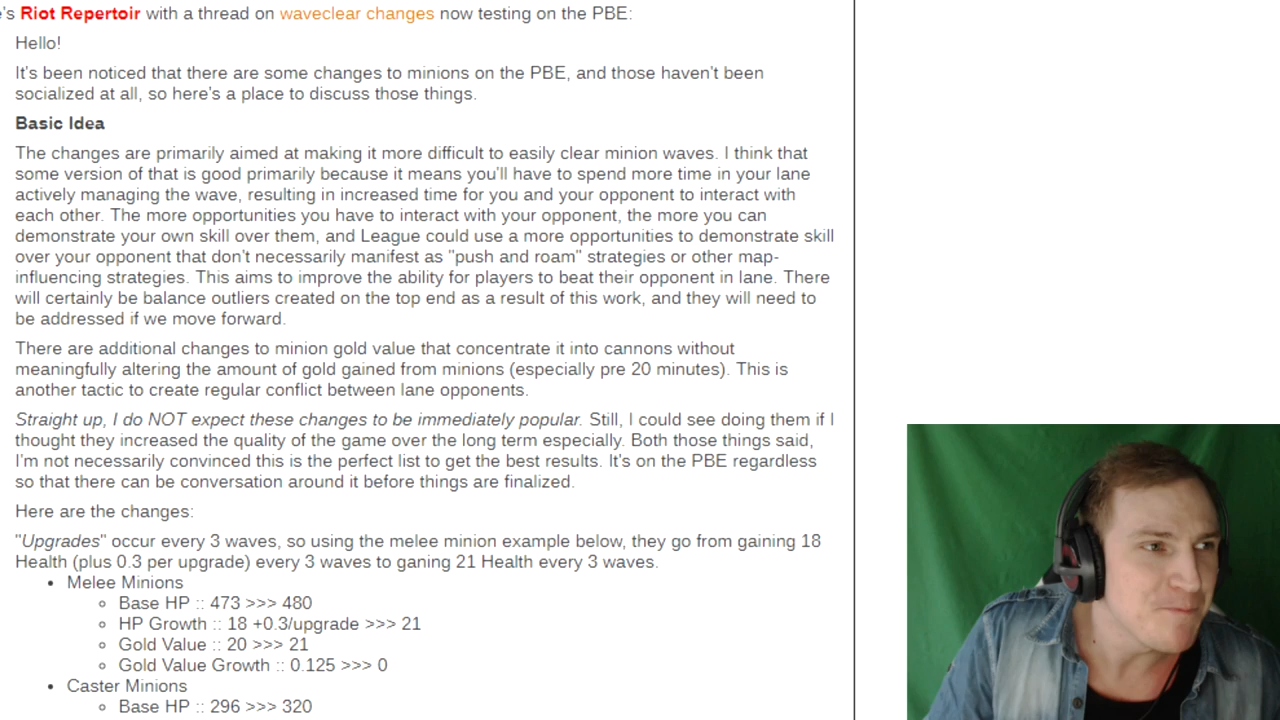 's Riot Repertoir with a thread on waveclear changes now testing on the PBE:
Hello!
It's been noticed that there are some changes to minions on the PBE, and those haven't been
socialized at all, so here's a place to discuss those things.
Basic Idea
The changes are primarily aimed at making it more difficult to easily clear minion waves. I think that
some version of that is good primarily because it means you'll have to spend more time in your lane
actively managing the wave, resulting in increased time for you and your opponent to interact with
each other. The more opportunities you have to interact with your opponent, the more you can
demonstrate your own skill over them, and League could use a more opportunities to demonstrate skill
over your opponent that don't necessarily manifest as "push and roam" strategies or other map-
influencing strategies. This aims to improve the ability for players to beat their opponent in lane. There
will certainly be balance outliers created on the top end as a result of this work, and they will need to
be addressed if we move forward.
There are additional changes to minion gold value that concentrate it into cannons without
meaningfully altering the amount of gold gained from minions (especially pre 20 minutes). This is
another tactic to create regular conflict between lane opponents.
Straight up, I do NOT expect these changes to be immediately popular. Still, I could see doing them if I
thought they increased the quality of the game over the long term especially. Both those things said,
I'm not necessarily convinced this is the perfect list to get the best results. It's on the PBE regardless
so that there can be conversation around it before things are finalized.
Here are the changes:
"Upgrades" occur every 3 waves, so using the melee minion example below, they go from gaining 18
Health (plus 0.3 per upgrade) every 3 waves to ganing 21 Health every 3 waves.
• Melee Minions
◦ Base HP :: 473 >>> 480
◦ HP Growth :: 18 +0.3/upgrade >>> 21
◦ Gold Value :: 20 >>> 21
◦ Gold Value Growth :: 0.125 >>> 0
• Caster Minions
◦ Base HP :: 296 >>> 320